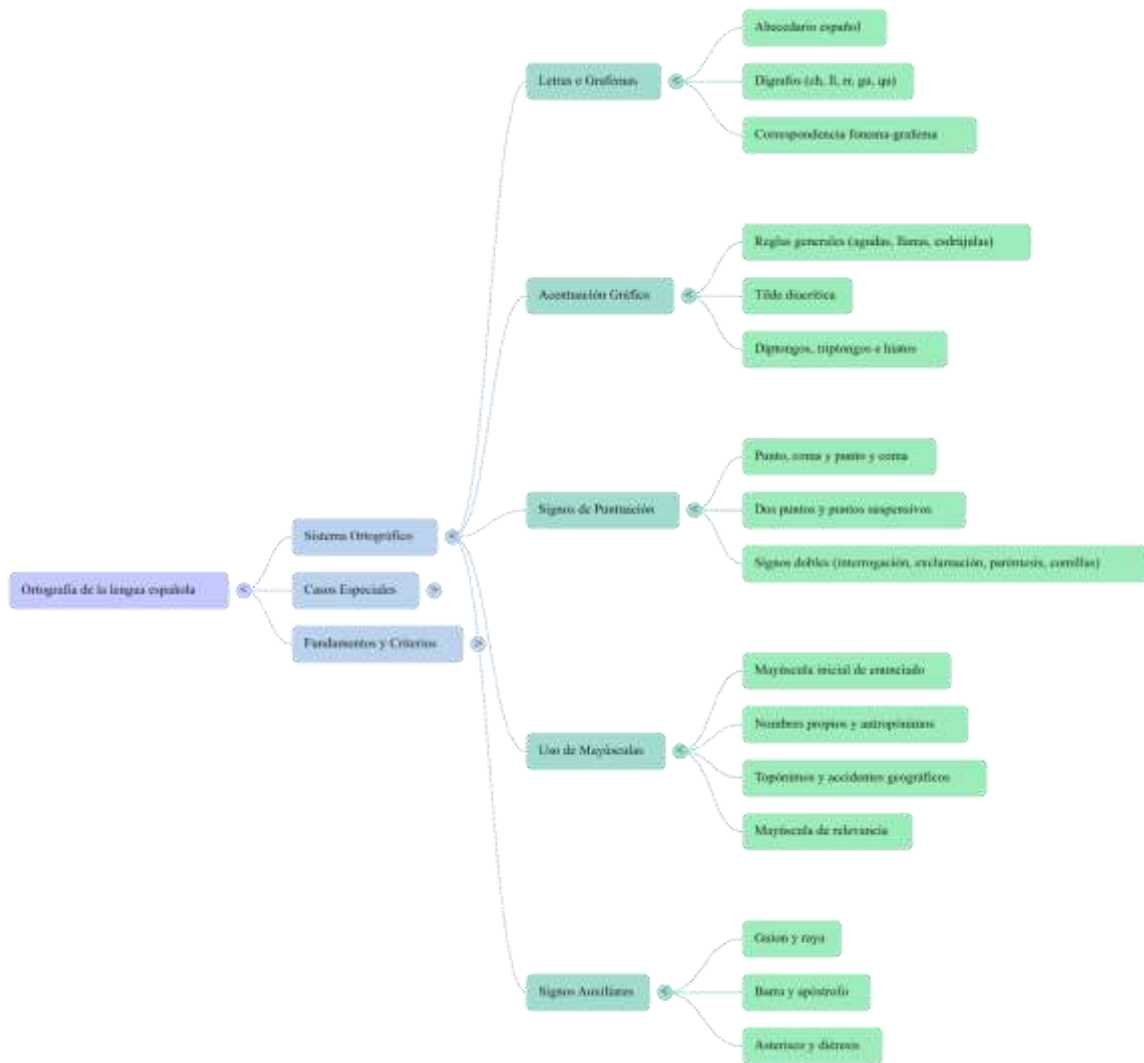 Ortografía de la lengua española
Sistema Ortográfico
Casos Especiales
Fundamentos y Criterios
Letras o Grafemas
Abecedario español
Dígrafos (ch, ll, rr, gu, qu)
Correspondencia fonema-grafema
Acentuación Gráfica
Reglas generales (agudas, llanas, esdrújulas)
Tilde diacrítica
Diptongos, triptongos e hiatos
Signos de Puntuación
Punto, coma y punto y coma
Dos puntos y puntos suspensivos
Signos dobles (interrogación, exclamación, paréntesis, comillas)
Uso de Mayúsculas
Mayúscula inicial de enunciado
Nombres propios y antropónimos
Topónimos y accidentes geográficos
Mayúscula de relevancia
Signos Auxiliares
Guion y raya
Barra y apóstrofo
Asterisco y diéresis